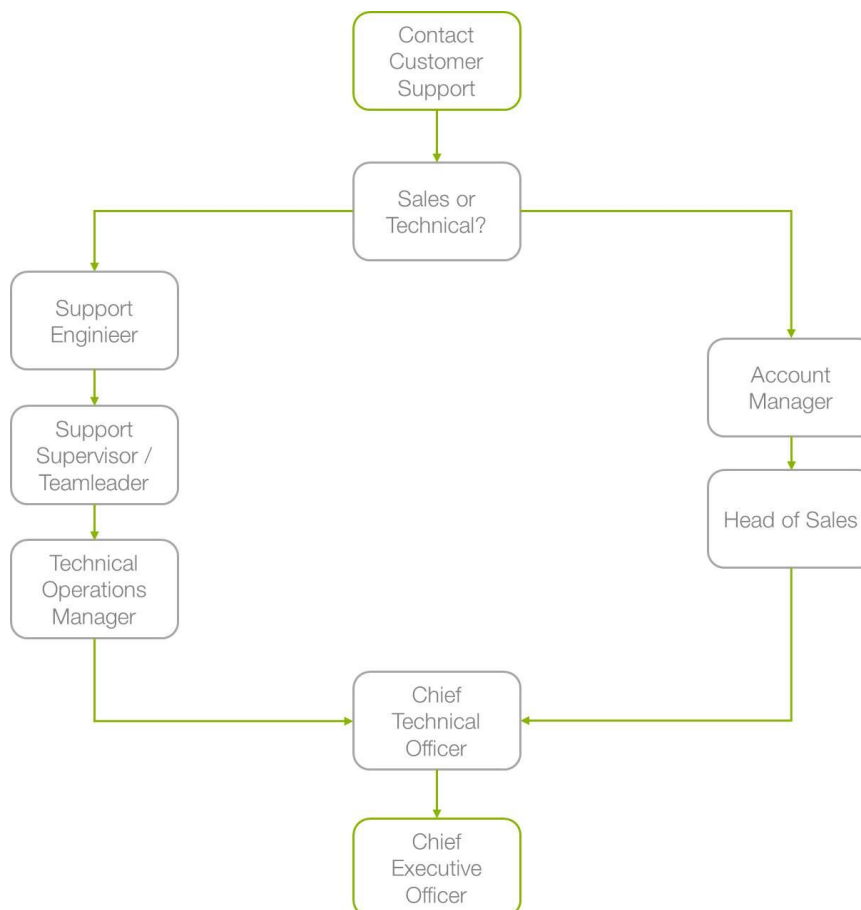 Contact
Customer
Support
Sales or
Technical?
Support
Enginieer
Support
Supervisor /
Teamleader
Technical
Operations
Manager
Account
Manager
Head of Sales
Chief
Technical
Officer
Chief
Executive
Officer